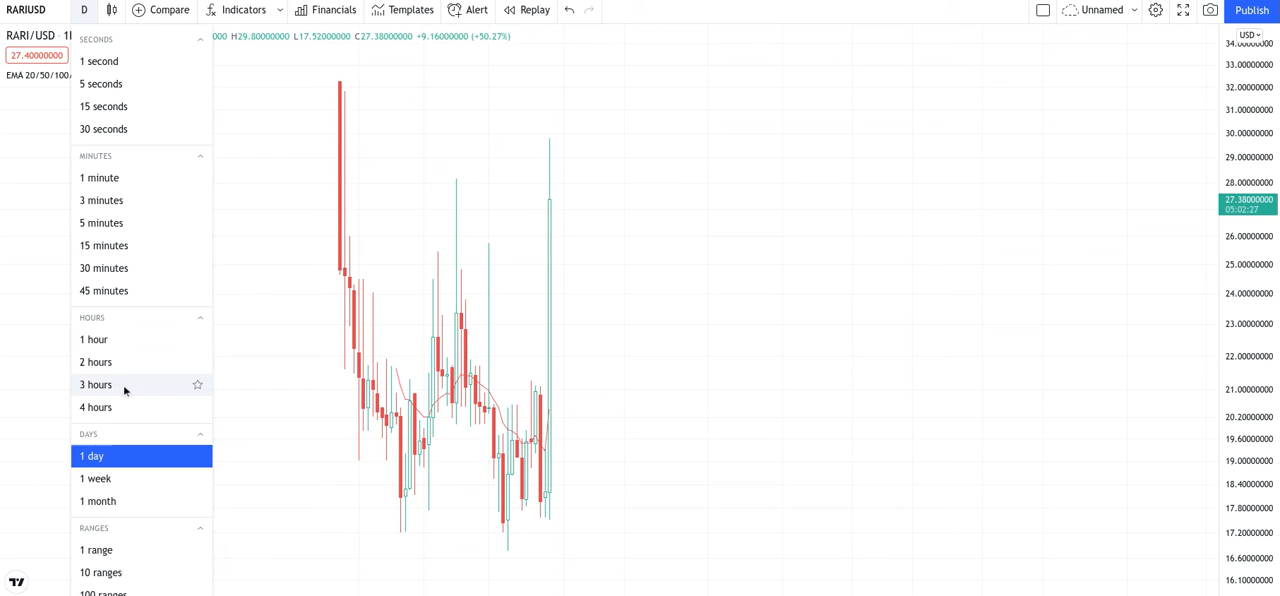 RARIUSD D Compare Indicators Financials Templates Alert Replay Unnamed Publish
RARI/USD · 1 000 H29.80000000 L17.52000000 C27.38000000 +9.16000000 (+50.27%)
27.40000000
EMA 20/50/100/
SECONDS
1 second
5 seconds
15 seconds
30 seconds
MINUTES
1 minute
3 minutes
5 minutes
15 minutes
30 minutes
45 minutes
HOURS
1 hour
2 hours
3 hours
4 hours
DAYS
1 day
1 week
1 month
RANGES
1 range
10 ranges
100 ranges
USD
34.00000000
33.00000000
32.00000000
31.00000000
30.00000000
29.00000000
28.00000000
27.38000000
05:02:27
26.00000000
25.00000000
24.00000000
23.00000000
22.00000000
21.00000000
20.20000000
19.60000000
19.00000000
18.40000000
17.80000000
17.20000000
16.60000000
16.10000000